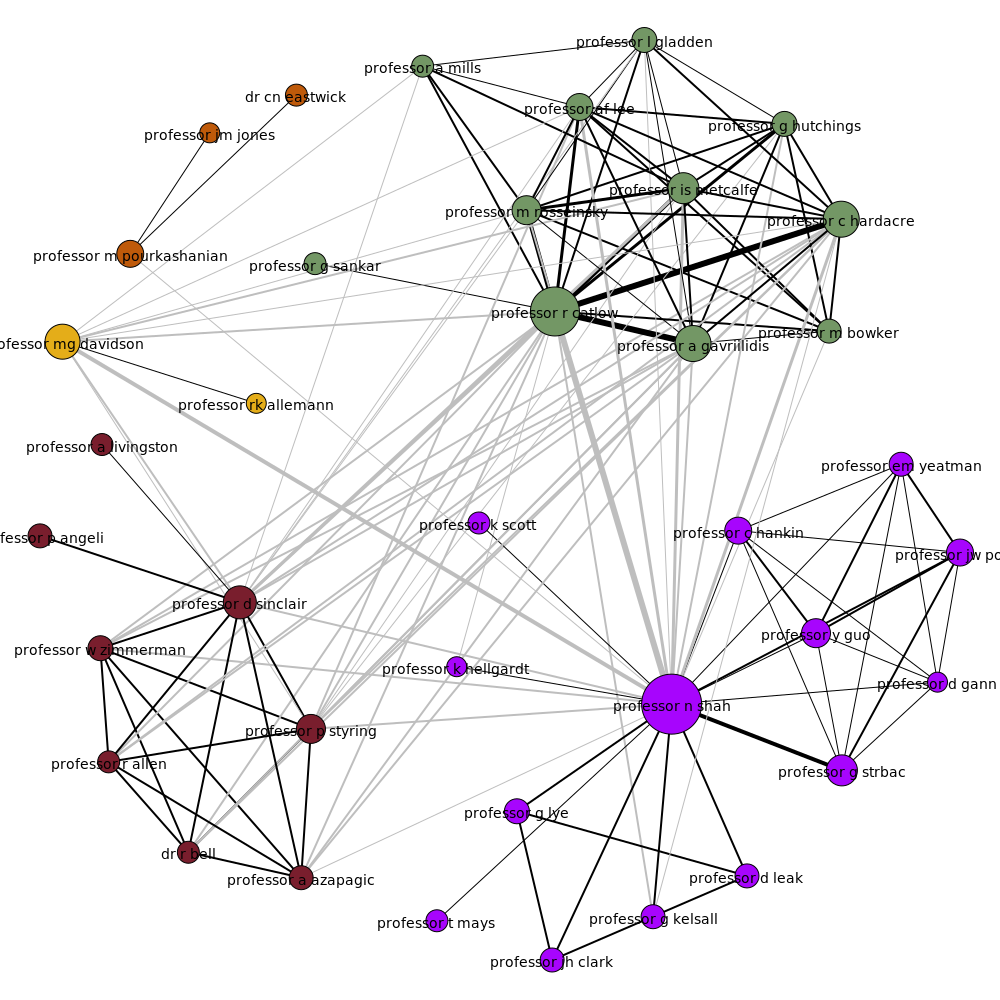 professor l gladden
professor a mills
dr cn eastwick
professor af lee
professor g hutchings
professor jm jones
professor is metcalfe
professor m rosseinsky
professor c hardacre
professor m pourkashanian
professor g sankar
professor r catlow
professor m bowker
ofessor mg davidson
professor a gavriilidis
professor rk allemann
professor a livingston
professor em yeatman
professor k scott
professor c hankin
fessor p angeli
professor jw po
professor d sinclair
professor y guo
professor w zimmerman
professor k hellgardt
professor d gann
professor n shah
professor p styring
professor r allen
professor g strbac
professor g lye
dr r bell
professor a azapagic
professor d leak
professor t mays
professor g kelsall
professor jh clark